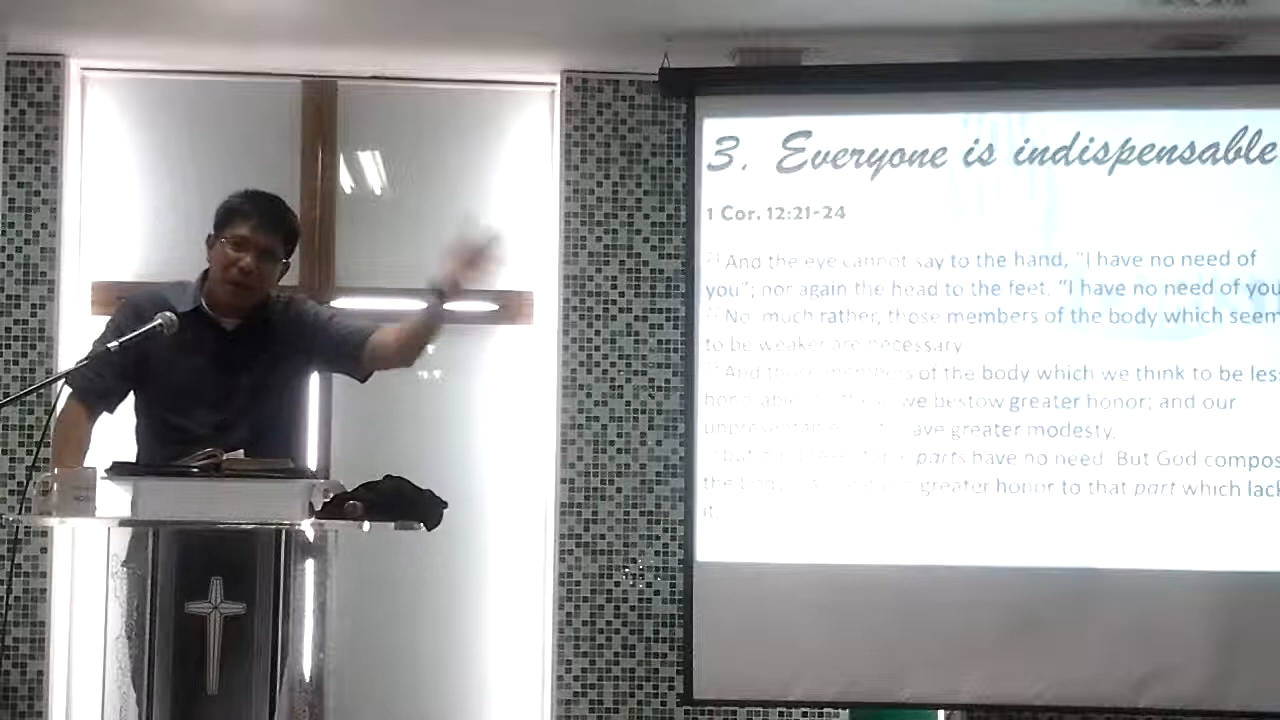 3. Everyone is indispensable
1 Cor. 12:21-24
And the eye cannot say to the hand, "I have no need of
you"; nor again the head to the feet, "I have no need of you
No, much rather, those members of the body which seem
to be weaker are necessary
And those members of the body which we think to be les
we bestow greater honor; and our
greater modesty,
parts have no need. But God compos
greater honor to that part which lack
it.